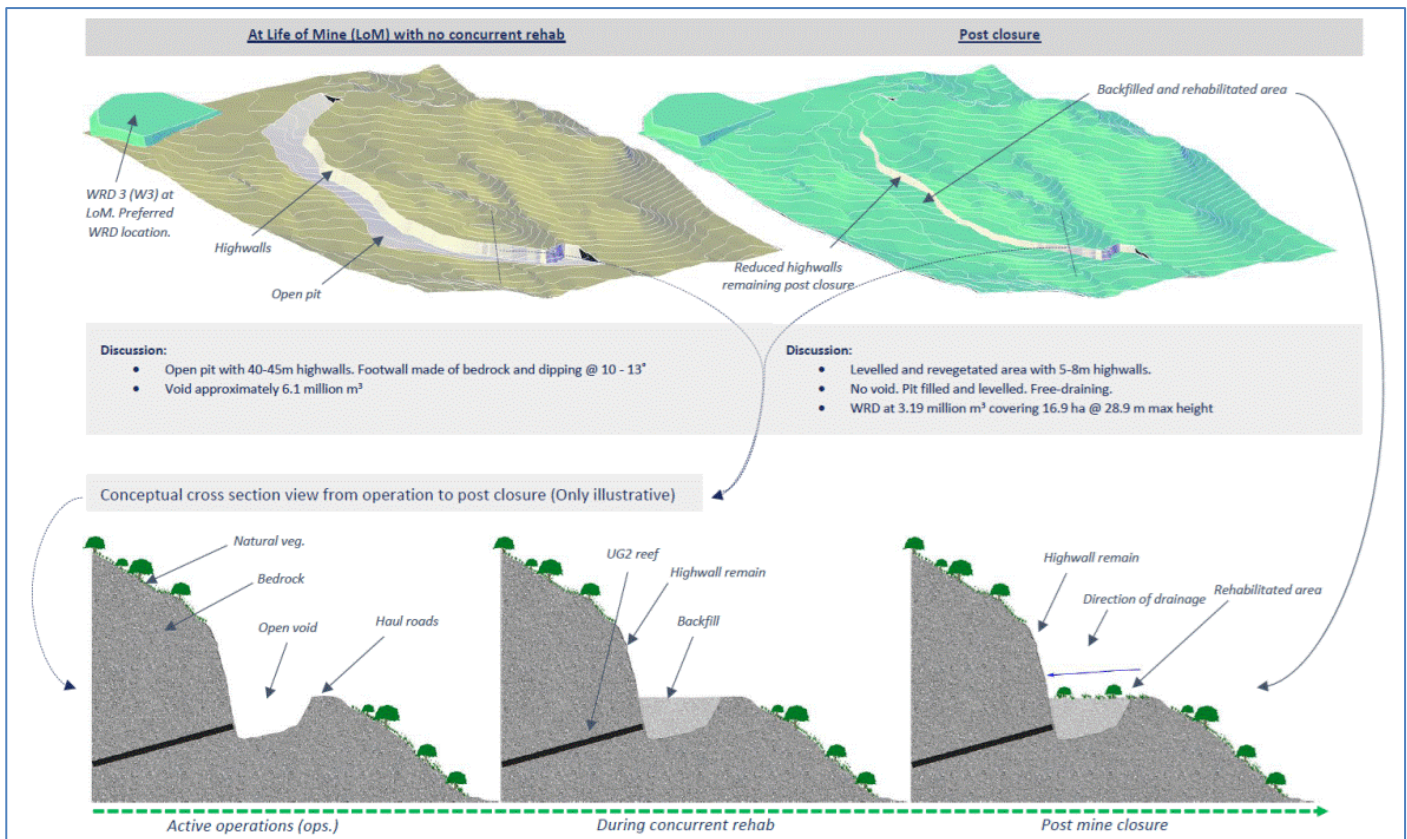 At Life of Mine (LoM) with no concurrent rehab
Post closure
Backfilled and rehabilitated area
WRD 3 (W3) at
LoM. Preferred
WRD location.
Highwalls
Open pit
Reduced highwalls
remaining post closure
Discussion:
• Open pit with 40-45m highwalls. Footwall made of bedrock and dipping @ 10 - 13˚
• Void approximately 6.1 million m³
Discussion:
• Levelled and revegetated area with 5-8m highwalls.
• No void. Pit filled and levelled. Free-draining.
• WRD at 3.19 million m³ covering 16.9 ha @ 28.9 m max height
Conceptual cross section view from operation to post closure (Only illustrative)
Natural veg.
Bedrock
Open void
Haul roads
UG2 reef
Highwall remain
Backfill
Highwall remain
Direction of drainage
Rehabilitated area
Active operations (ops.)
During concurrent rehab
Post mine closure